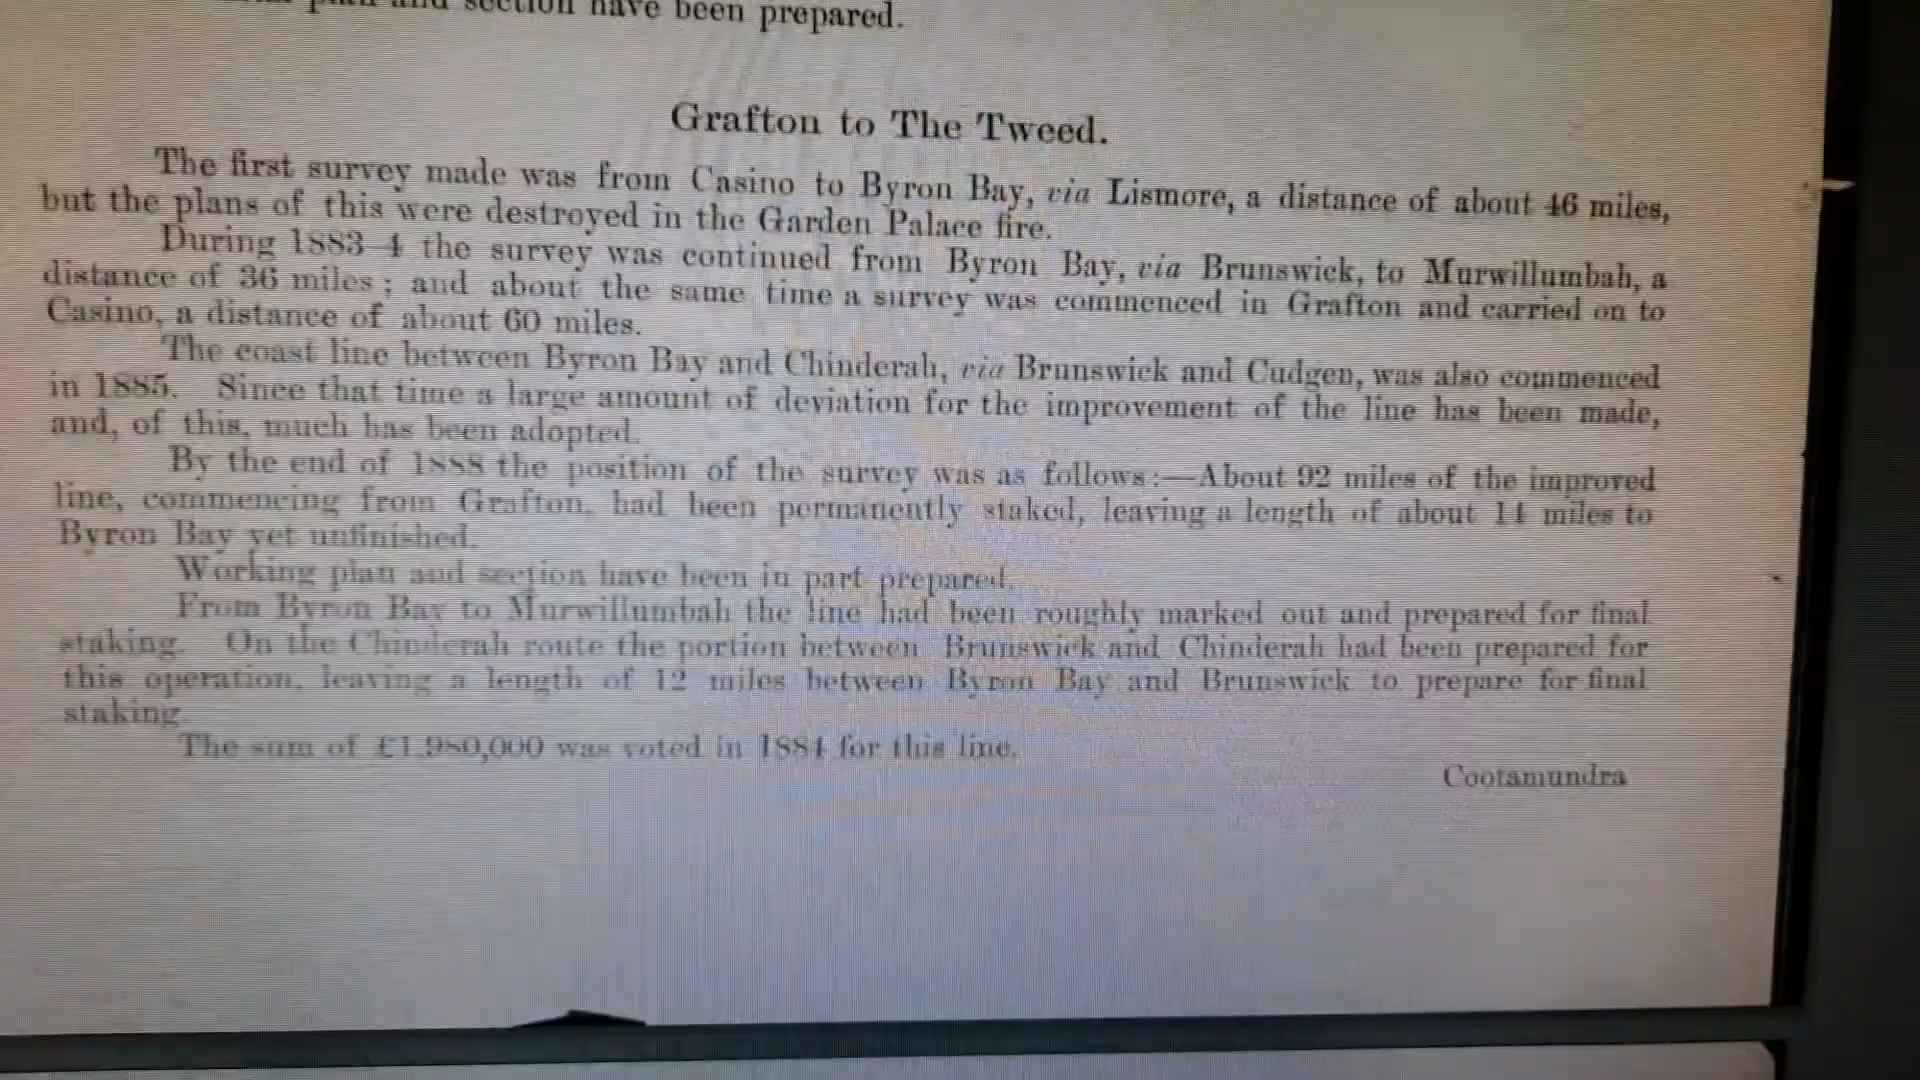 plan and section have been prepared.
Grafton to The Tweed.
The first survey made was from Casino to Byron Bay, via Lismore, a distance of about 46 miles,
but the plans of this were destroyed in the Garden Palace fire.
During 1883-4 the survey was continued from Byron Bay, via Brunswick, to Murwillumbah, a
distance of 36 miles; and about the same time a survey was commenced in Grafton and carried on to
Casino, a distance of about 60 miles.
The coast line between Byron Bay and Chinderah, via Brunswick and Cudgen, was also commenced
in 1885. Since that time a large amount of deviation for the improvement of the line has been made,
and, of this, much has been adopted.
By the end of 1888 the position of the survey was as follows:—About 92 miles of the improved
line, commencing from Grafton, had been permanently staked, leaving a length of about 14 miles to
Byron Bay yet unfinished.
Working plan and section have been in part prepared.
From Byron Bay to Murwillumbah the line had been roughly marked out and prepared for final
staking. On the Chinderah route the portion between Brunswick and Chinderah had been prepared for
this operation, leaving a length of 12 miles between Byron Bay and Brunswick to prepare for final
staking.
The sum of £1,980,000 was voted in 1884 for this line.
Cootamundra